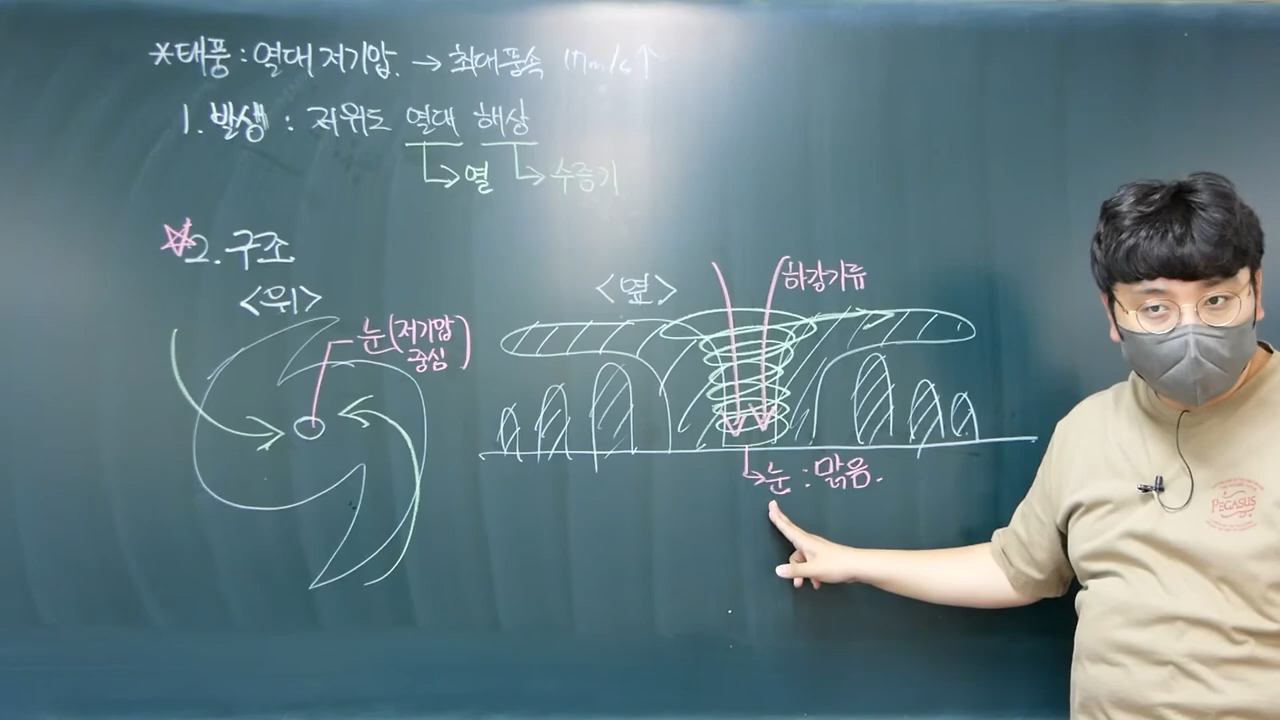 *태풍 : 열대 저기압. → 최대풍속 17m/s↑
1. 발생 : 저위도 열대 해상
↳열 ↳수증기
☆2. 구조
<위>
눈(저기압
중심)
<옆>
하강기류
↳눈 : 맑음.
PEGASUS